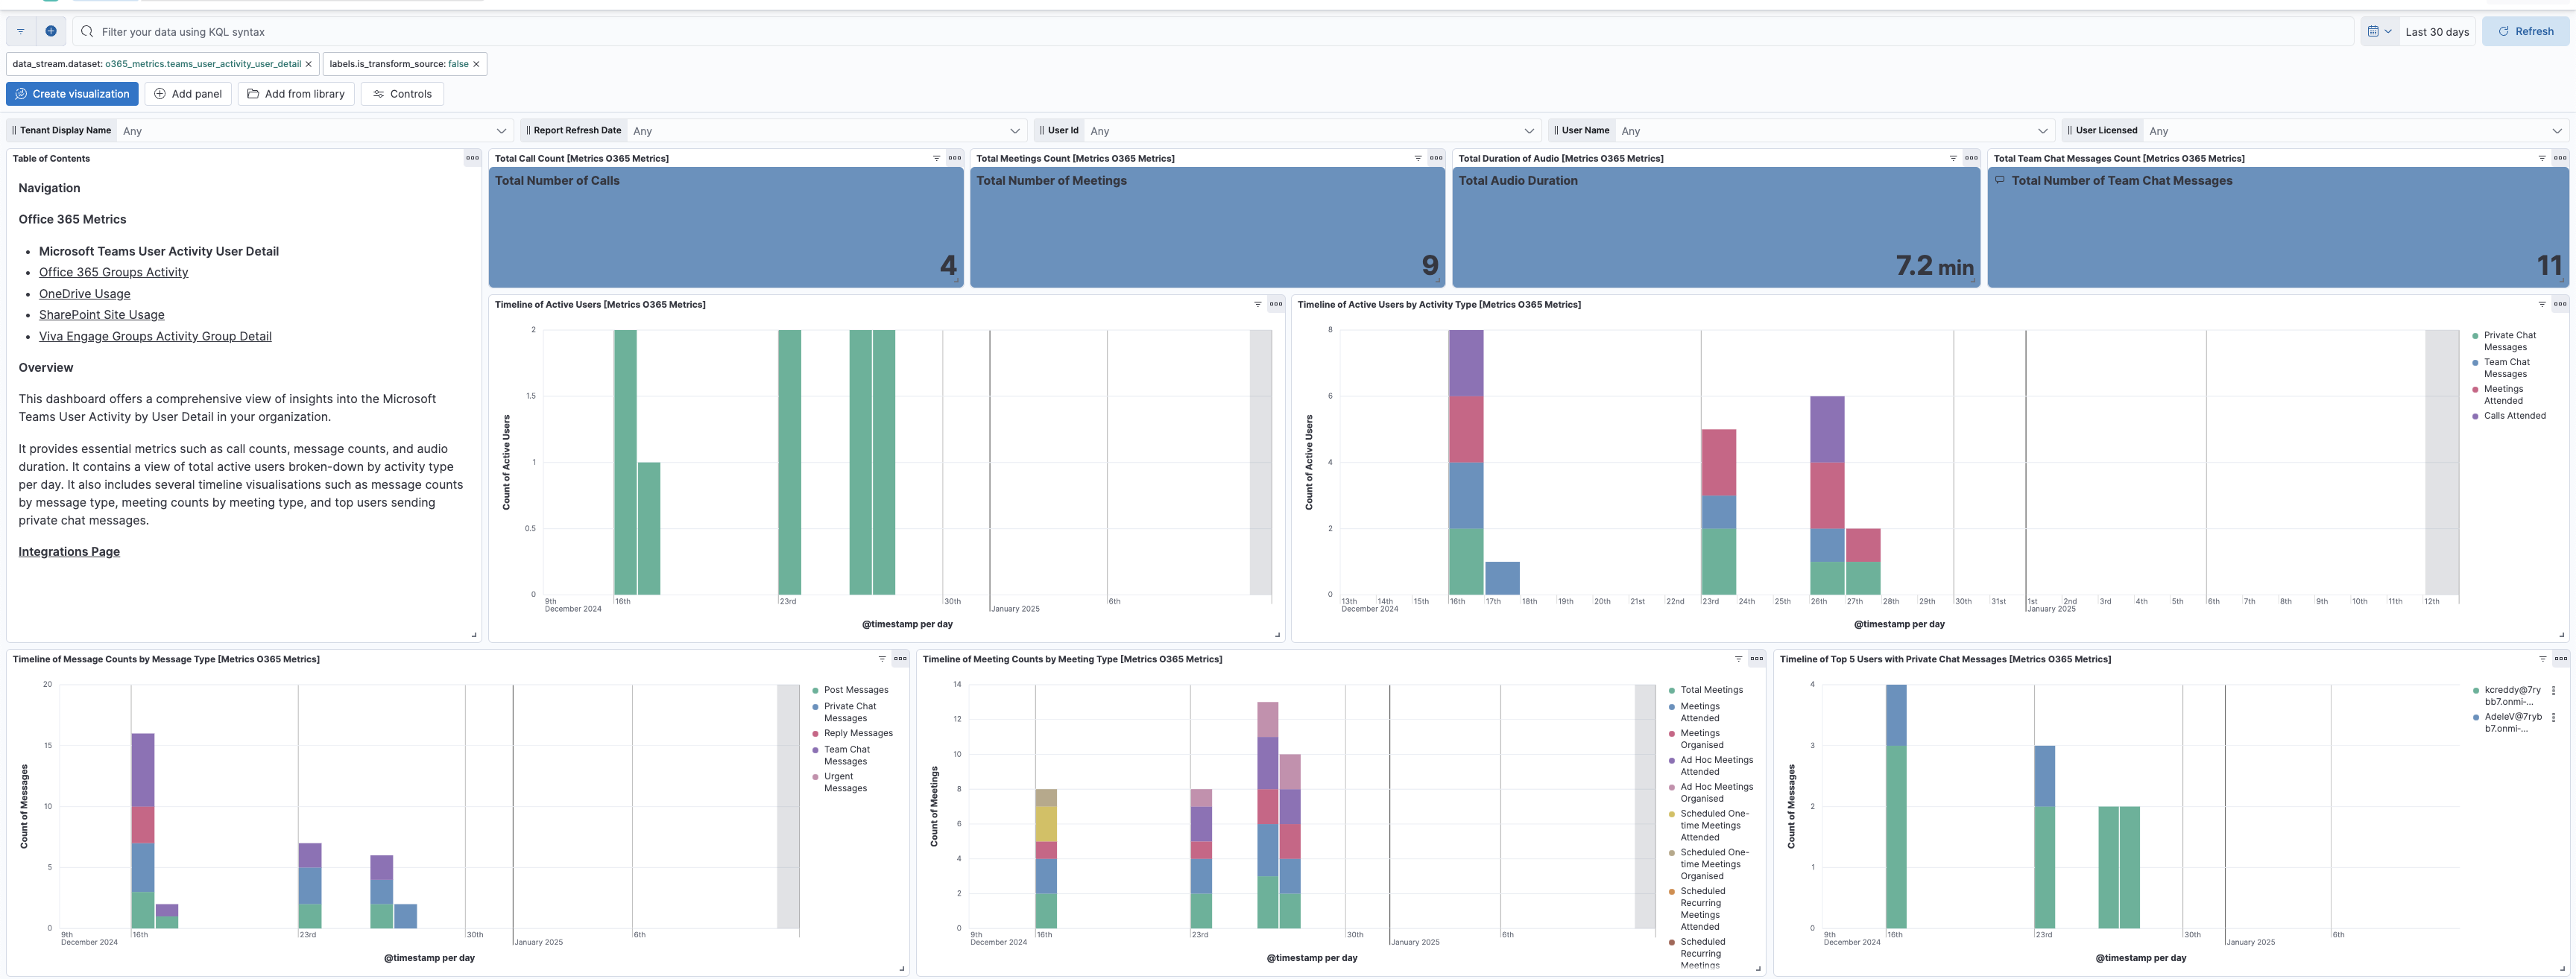 Filter your data using KQL syntax
Last 30 days
Refresh
data_stream.dataset: o365_metrics.teams_user_activity_user_detail ×
labels.is_transform_source: false ×
Create visualization
Add panel
Add from library
Controls
Tenant Display Name Any
Report Refresh Date Any
User Id Any
User Name Any
User Licensed Any
Table of Contents
Navigation
Office 365 Metrics
• Microsoft Teams User Activity User Detail
• Office 365 Groups Activity
• OneDrive Usage
• SharePoint Site Usage
• Viva Engage Groups Activity Group Detail
Overview
This dashboard offers a comprehensive view of insights into the Microsoft
Teams User Activity by User Detail in your organization.
It provides essential metrics such as call counts, message counts, and audio
duration. It contains a view of total active users broken-down by activity type
per day. It also includes several timeline visualisations such as message counts
by message type, meeting counts by meeting type, and top users sending
private chat messages.
Integrations Page
Total Call Count [Metrics O365 Metrics]
Total Number of Calls
4
Total Meetings Count [Metrics O365 Metrics]
Total Number of Meetings
9
Total Duration of Audio [Metrics O365 Metrics]
Total Audio Duration
7.2 min
Total Team Chat Messages Count [Metrics O365 Metrics]
Total Number of Team Chat Messages
11
Timeline of Active Users [Metrics O365 Metrics]
Count of Active Users
2
1.5
1
0.5
0
9th 16th 23rd 30th 6th
December 2024 January 2025
@timestamp per day
Timeline of Active Users by Activity Type [Metrics O365 Metrics]
Count of Active Users
8
6
4
2
0
13th 14th 15th 16th 17th 18th 19th 20th 21st 22nd 23rd 24th 25th 26th 27th 28th 29th 30th 31st 1st 2nd 3rd 4th 5th 6th 7th 8th 9th 10th 11th 12th
December 2024 January 2025
@timestamp per day
Private Chat
Messages
Team Chat
Messages
Meetings
Attended
Calls Attended
Timeline of Message Counts by Message Type [Metrics O365 Metrics]
Count of Messages
20
15
10
5
0
9th 16th 23rd 30th 6th
December 2024 January 2025
@timestamp per day
Post Messages
Private Chat
Messages
Reply Messages
Team Chat
Messages
Urgent
Messages
Timeline of Meeting Counts by Meeting Type [Metrics O365 Metrics]
Count of Meetings
14
12
10
8
6
4
2
0
9th 16th 23rd 30th 6th
December 2024 January 2025
@timestamp per day
Total Meetings
Meetings
Attended
Meetings
Organised
Ad Hoc Meetings
Attended
Ad Hoc Meetings
Organised
Scheduled One-
time Meetings
Attended
Scheduled One-
time Meetings
Organised
Scheduled
Recurring
Meetings
Attended
Scheduled
Recurring
Meetings
Timeline of Top 5 Users with Private Chat Messages [Metrics O365 Metrics]
Count of Messages
4
3
2
1
0
9th 16th 23rd 30th 6th
December 2024 January 2025
@timestamp per day
kcreddy@7ry
bb7.onmi-...
AdeleV@7ryb
b7.onmi-...